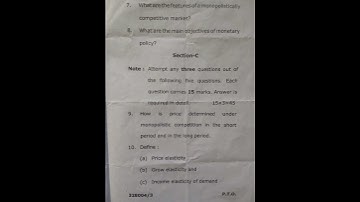 7. What are the features of a monopolistically
competitive market?
8. What are the main objectives of monetary
policy?
Section-C
Note : Attempt any three questions out of
the following five questions. Each
question carries 15 marks. Answer is
required in detail. 15×3=45
9. How is price determined under
monopolistic competition in the short
period and in the long period.
10. Define :
(a) Price elasticity
(b) Cross elasticity and
(c) Income elasticity of demand
330004/3 P.T.O.